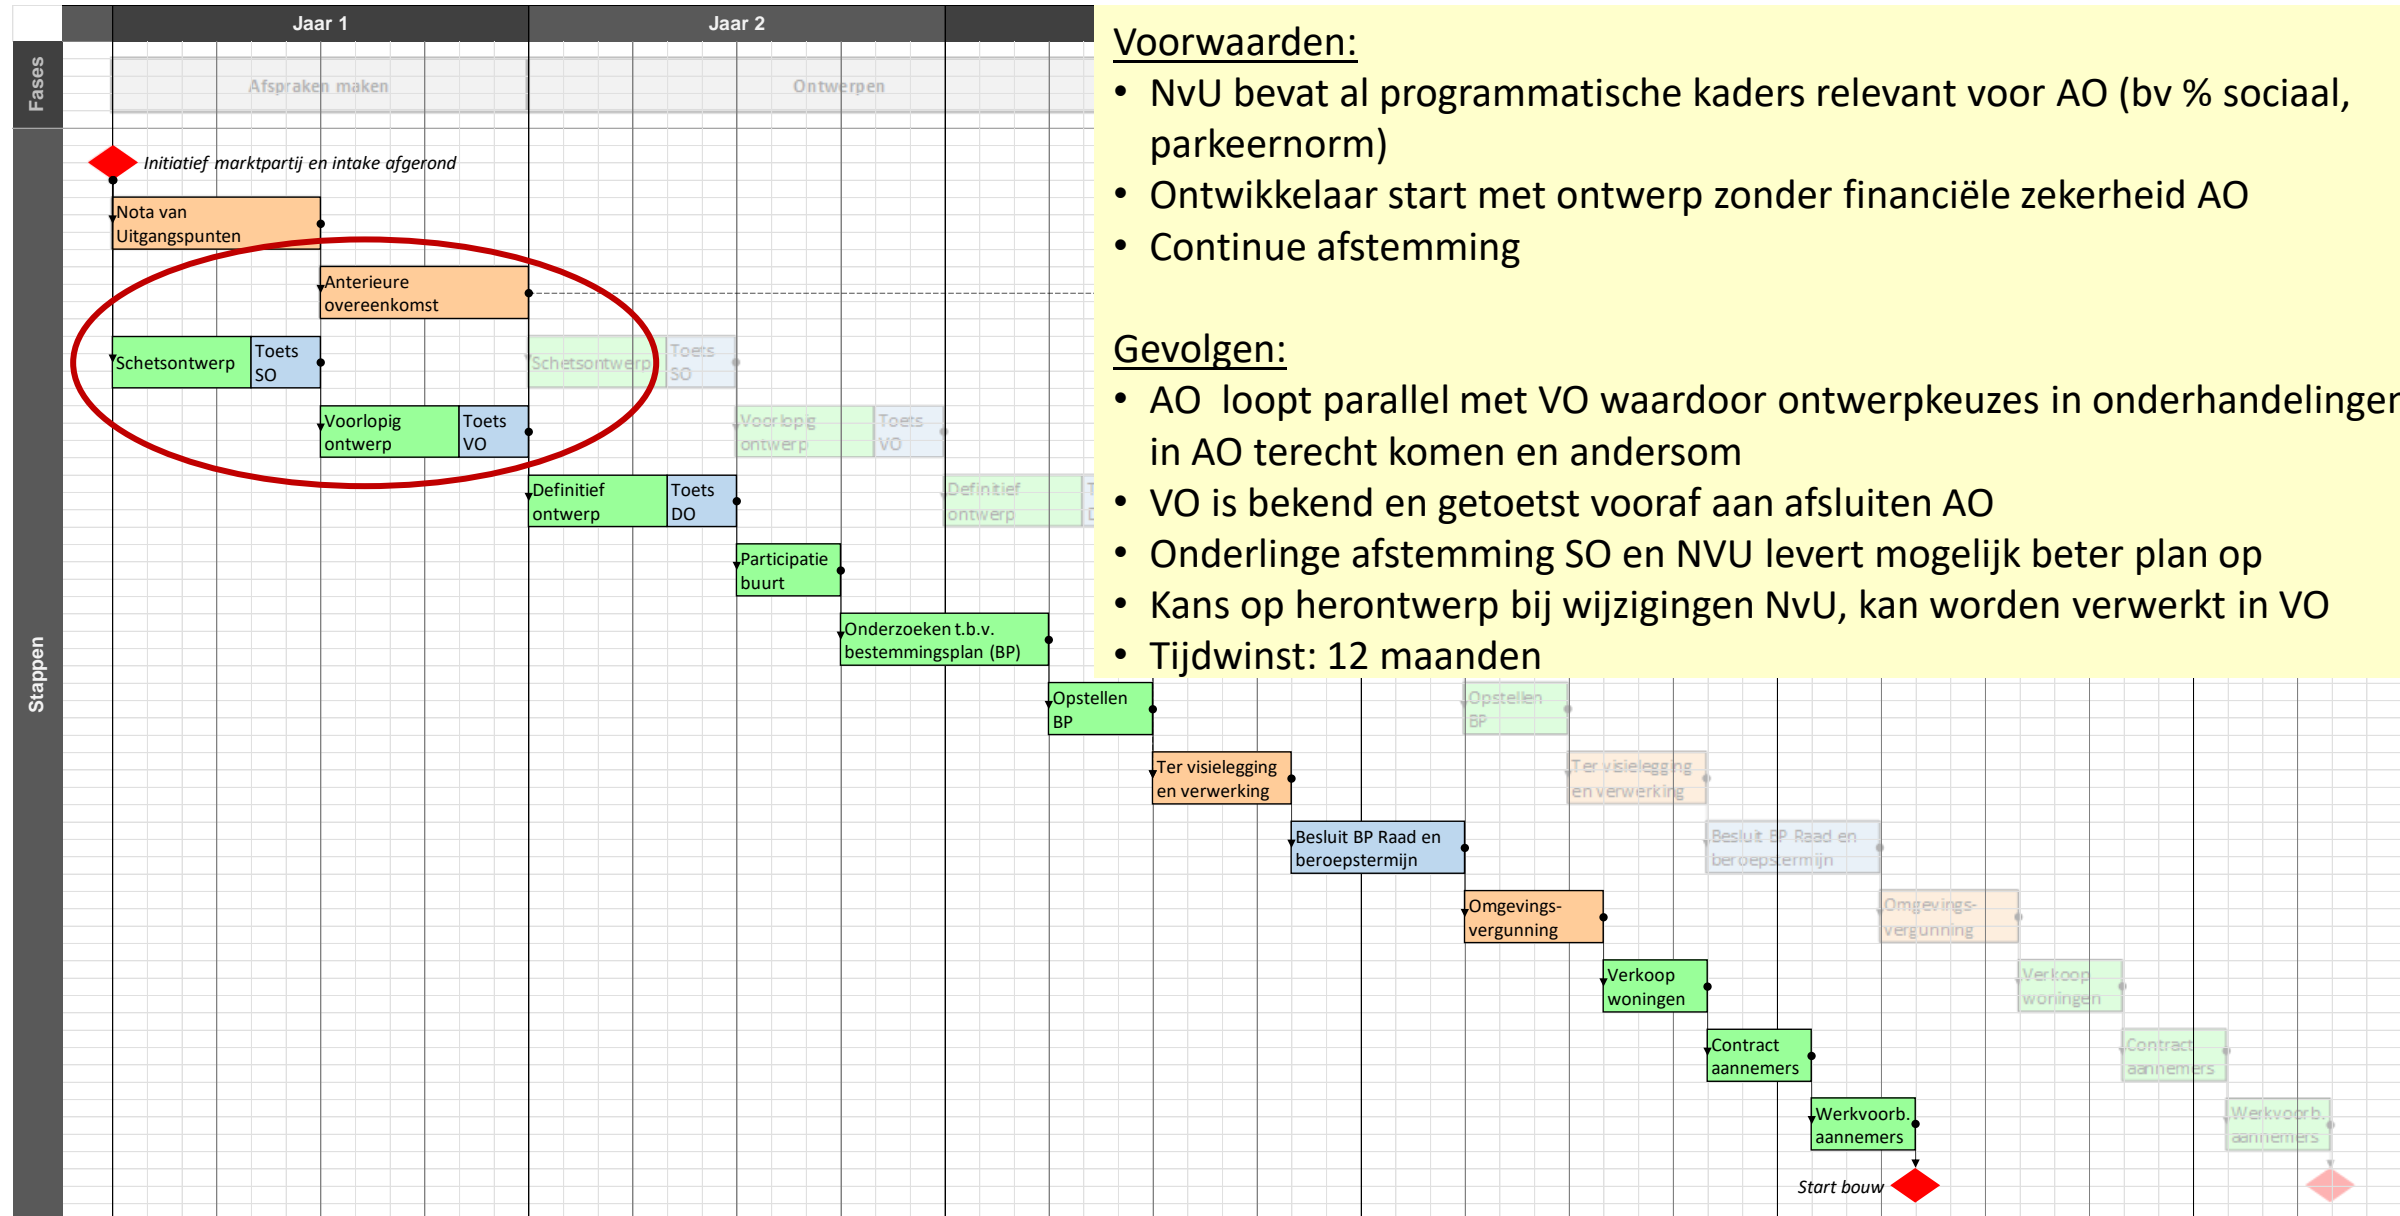 Jaar 1
Jaar 2
Fases
Afspraken maken
Ontwerpen
Stappen
Initiatief marktpartij en intake afgerond
Nota van
Uitgangspunten
Anterieure
overeenkomst
Schetsontwerp
Toets
SO
Schetsontwerp
Toets
SO
Voorlopig
ontwerp
Toets
VO
Voorlopig
ontwerp
Toets
VO
Definitief
ontwerp
Toets
DO
Definitief
ontwerp
Participatie
buurt
Onderzoeken t.b.v.
bestemmingsplan (BP)
Voorwaarden:
• NvU bevat al programmatische kaders relevant voor AO (bv % sociaal,
parkeernorm)
• Ontwikkelaar start met ontwerp zonder financiële zekerheid AO
• Continue afstemming
Gevolgen:
• AO  loopt parallel met VO waardoor ontwerpkeuzes in onderhandelingen
in AO terecht komen en andersom
• VO is bekend en getoetst vooraf aan afsluiten AO
• Onderlinge afstemming SO en NVU levert mogelijk beter plan op
• Kans op herontwerp bij wijzigingen NvU, kan worden verwerkt in VO
• Tijdwinst: 12 maanden
Opstellen
BP
Opstellen
BP
Ter visielegging
en verwerking
Ter visielegging
en verwerking
Besluit BP Raad en
beroepstermijn
Besluit BP Raad en
beroepstermijn
Omgevings-
vergunning
Omgevings-
vergunning
Verkoop
woningen
Verkoop
woningen
Contract
aannemers
Contract
aannemers
Werkvoorb.
aannemers
Werkvoorb.
aannemers
Start bouw